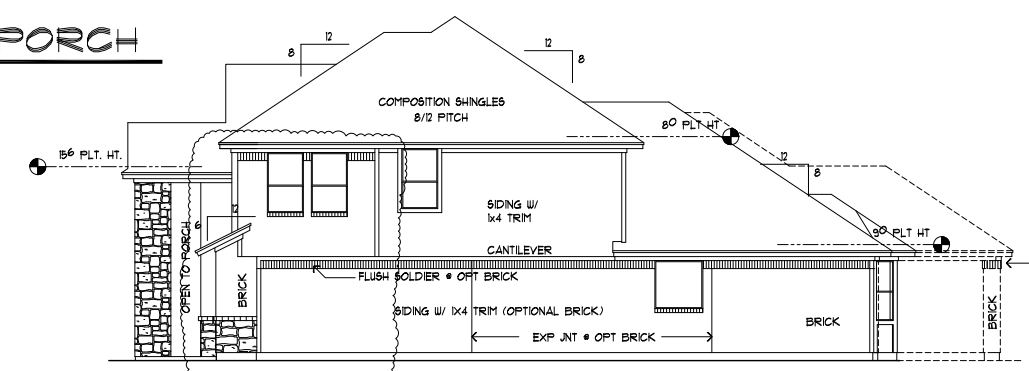 PORCH
12
8
12
8
COMPOSITION SHINGLES
8/12 PITCH
80 PLT HT
156 PLT. HT.
12
8
SIDING W/
1x4 TRIM
12
6
90 PLT HT
OPEN TO PORCH
CANTILEVER
FLUSH SOLDIER @ OPT BRICK
BRICK
SIDING W/ 1X4 TRIM (OPTIONAL BRICK)
BRICK
BRICK
EXP JNT @ OPT BRICK